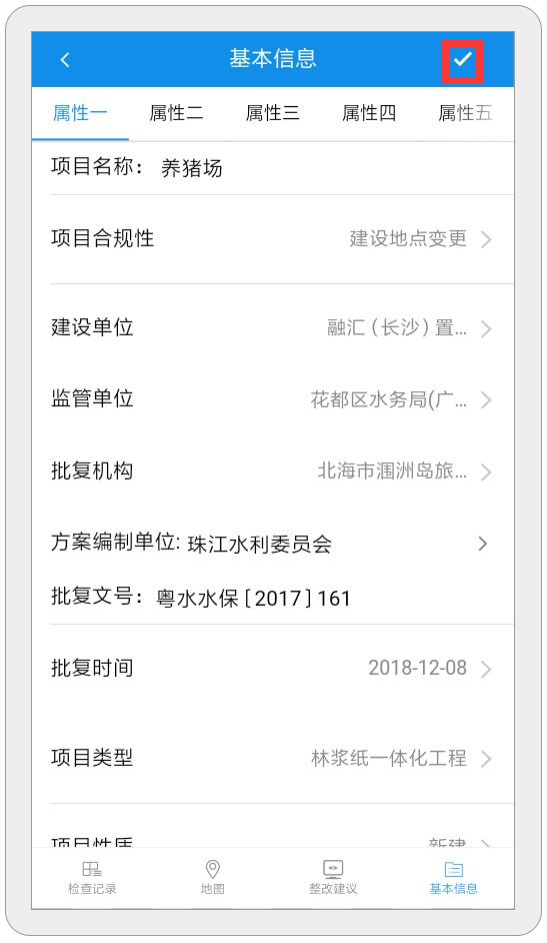 基本信息
属性一 属性二 属性三 属性四 属性五
项目名称： 养猪场
项目合规性 建设地点变更
建设单位 融汇（长沙）置...
监管单位 花都区水务局(广...
批复机构 北海市涠洲岛旅...
方案编制单位: 珠江水利委员会
批复文号： 粤水水保［2017］161
批复时间 2018-12-08
项目类型 林浆纸一体化工程
项目性质 新建
检查记录 地图 整改建议 基本信息